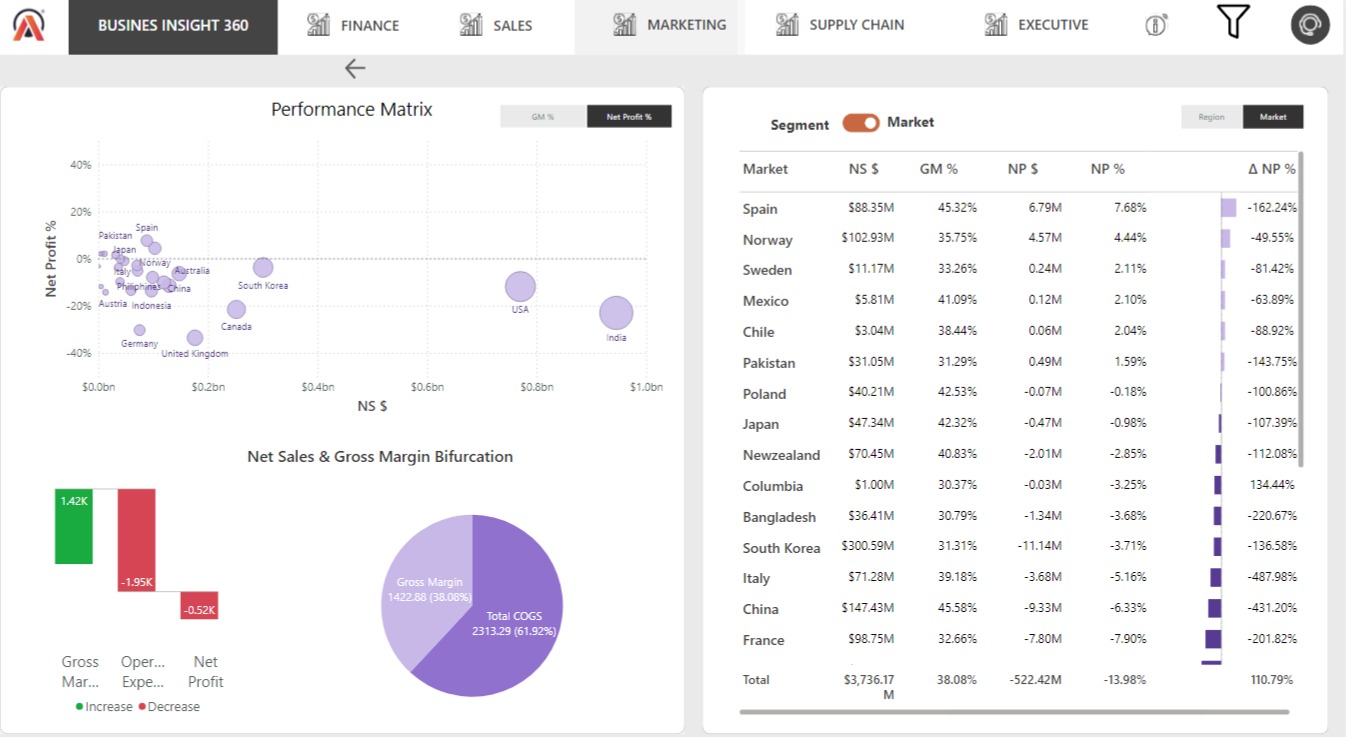 BUSINES INSIGHT 360 FINANCE SALES MARKETING SUPPLY CHAIN EXECUTIVE
Performance Matrix
GM % Net Profit %
Net Profit %
40%
20%
0%
-20%
-40%
Spain
Pakistan
Japan
Norway
Italy
Australia
South Korea
Philiphines
China
Austria
Indonesia
USA
Canada
India
Germany
United Kingdom
$0.0bn $0.2bn $0.4bn $0.6bn $0.8bn $1.0bn
NS $
Net Sales & Gross Margin Bifurcation
1.42K
-1.95K
-0.52K
Gross Mar...
Oper... Expe...
Net Profit
Increase Decrease
Gross Margin
1422.88 (38.08%)
Total COGS
2313.29 (61.92%)
Segment Market
Region Market
Market NS $ GM % NP $ NP % Δ NP %
Spain $88.35M 45.32% 6.79M 7.68% -162.24%
Norway $102.93M 35.75% 4.57M 4.44% -49.55%
Sweden $11.17M 33.26% 0.24M 2.11% -81.42%
Mexico $5.81M 41.09% 0.12M 2.10% -63.89%
Chile $3.04M 38.44% 0.06M 2.04% -88.92%
Pakistan $31.05M 31.29% 0.49M 1.59% -143.75%
Poland $40.21M 42.53% -0.07M -0.18% -100.86%
Japan $47.34M 42.32% -0.47M -0.98% -107.39%
Newzealand $70.45M 40.83% -2.01M -2.85% -112.08%
Columbia $1.00M 30.37% -0.03M -3.25% 134.44%
Bangladesh $36.41M 30.79% -1.34M -3.68% -220.67%
South Korea $300.59M 31.31% -11.14M -3.71% -136.58%
Italy $71.28M 39.18% -3.68M -5.16% -487.98%
China $147.43M 45.58% -9.33M -6.33% -431.20%
France $98.75M 32.66% -7.80M -7.90% -201.82%
Total $3,736.17 38.08% -522.42M -13.98% 110.79%
M